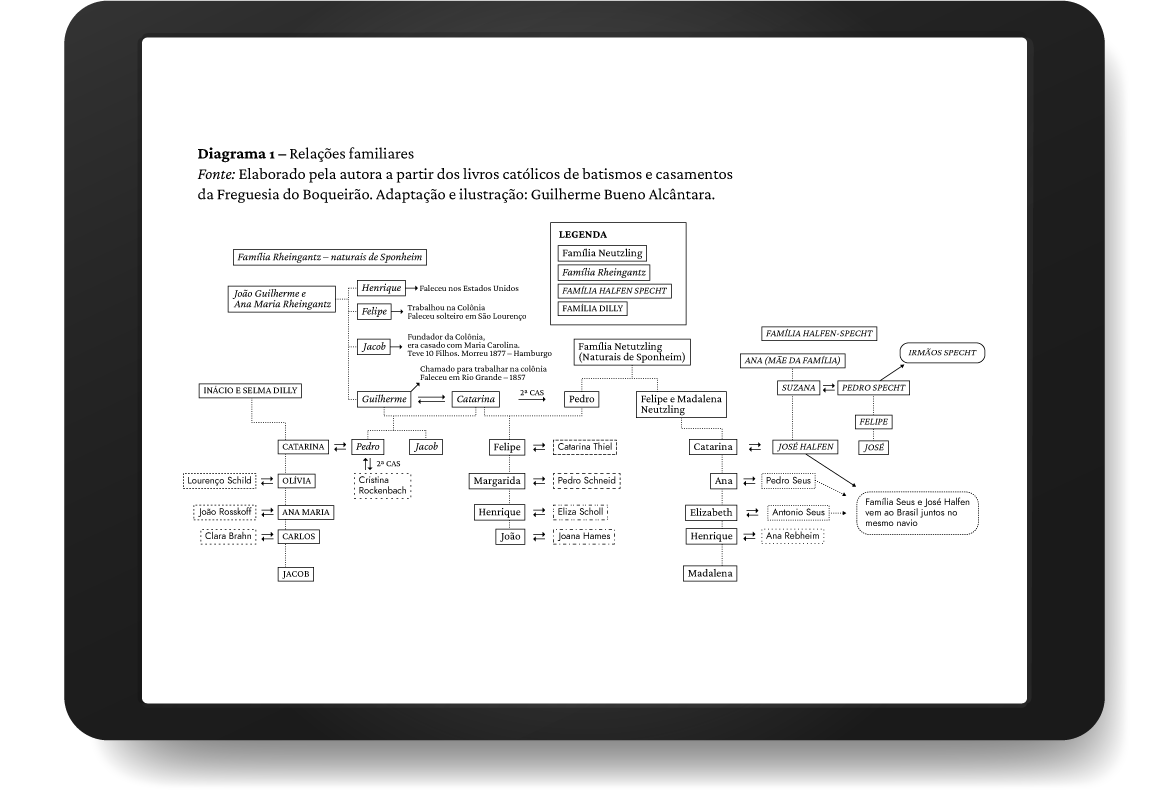 Diagrama 1 – Relações familiares
Fonte: Elaborado pela autora a partir dos livros católicos de batismos e casamentos
da Freguesia do Boqueirão. Adaptação e ilustração: Guilherme Bueno Alcântara.
LEGENDA
Família Neutzling
Família Rheingantz
FAMÍLIA HALFEN SPECHT
FAMÍLIA DILLY
Família Rheingantz – naturais de Sponheim
João Guilherme e
Ana Maria Rheingantz
Henrique
Faleceu nos Estados Unidos
Felipe
Trabalhou na Colônia
Faleceu solteiro em São Lourenço
Jacob
Fundador da Colônia,
era casado com Maria Carolina.
Teve 10 Filhos. Morreu 1877 – Hamburgo
Chamado para trabalhar na colônia
Faleceu em Rio Grande – 1857
Guilherme
Catarina
2ª CAS
Pedro
Família Netutzling
(Naturais de Sponheim)
Felipe e Madalena
Neutzling
FAMÍLIA HALFEN-SPECHT
ANA (MÃE DA FAMÍLIA)
IRMÃOS SPECHT
SUZANA
PEDRO SPECHT
FELIPE
JOSÉ
INÁCIO E SELMA DILLY
CATARINA
Pedro
Jacob
2ª CAS
Cristina
Rockenbach
Lourenço Schild
OLÍVIA
João Rosskoff
ANA MARIA
Clara Brahn
CARLOS
JACOB
Felipe
Catarina Thiel
Margarida
Pedro Schneid
Henrique
Eliza Scholl
João
Joana Hames
Catarina
JOSÉ HALFEN
Ana
Pedro Seus
Elizabeth
Antonio Seus
Henrique
Ana Rebheim
Madalena
Família Seus e José Halfen
vem ao Brasil juntos no
mesmo navio